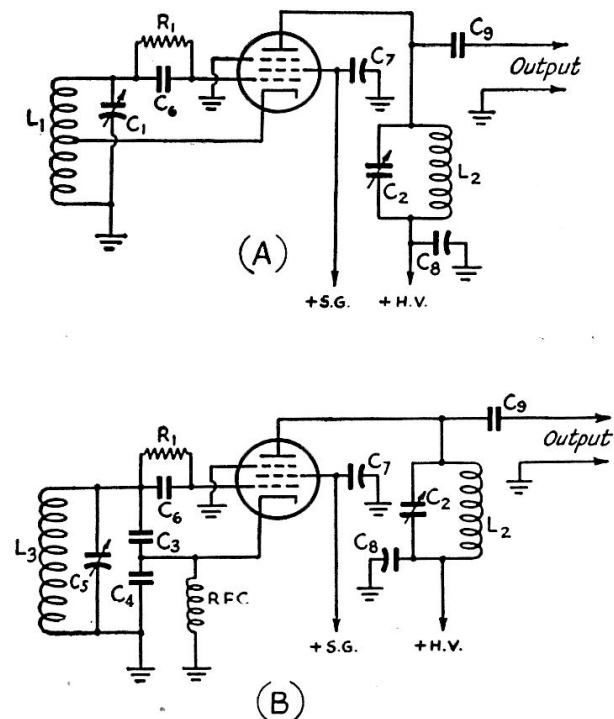 R₁
C₆
C₁
L₁
C₇
C₉
Output
C₂
L₂
C₈
(A)
+S.G.
+H.V.
R₁
C₆
C₃
L₃
C₅
C₄
RFC
C₇
C₉
Output
C₂
L₂
C₈
+S.G.
+H.V.
(B)